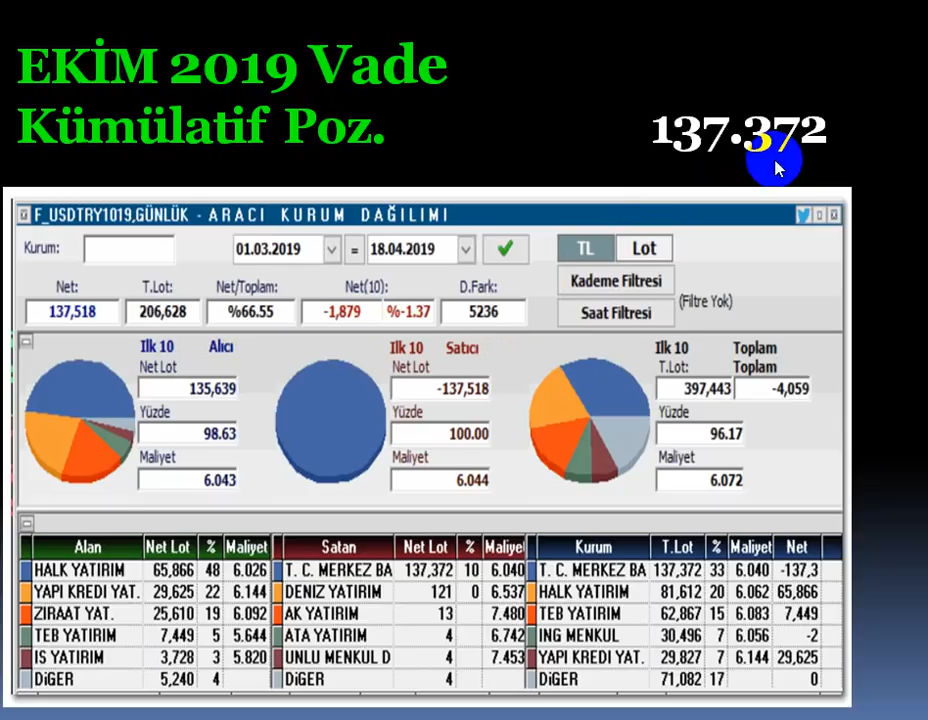 EKİM 2019 Vade
Kümülatif Poz. 137.372
F_USDTRY1019,GÜNLÜK - ARACI KURUM DAĞILIMI
Kurum: 01.03.2019 = 18.04.2019 TL Lot
Kademe Filtresi
Net: T.Lot: Net/Toplam: Net(10): D.Fark: (Filtre Yok)
137,518 206,628 %66.55 -1,879 %-1.37 5236 Saat Filtresi
Ilk 10 Alıcı Ilk 10 Satıcı Ilk 10 Toplam
Net Lot Net Lot T.Lot: Toplam
135,639 -137,518 397,443 -4,059
Yüzde Yüzde Yüzde
98.63 100.00 96.17
Maliyet Maliyet Maliyet
6.043 6.044 6.072
Alan Net Lot % Maliyet Satan Net Lot % Maliye Kurum T.Lot % Maliyet Net
HALK YATIRIM 65,866 48 6.026 T. C. MERKEZ BA 137,372 10 6.040 T. C. MERKEZ BA 137,372 33 6.040 -137,3
YAPI KREDI YAT. 29,625 22 6.144 DENIZ YATIRIM 121 0 6.537 HALK YATIRIM 81,612 20 6.062 65,866
ZIRAAT YAT. 25,610 19 6.092 AK YATIRIM 13 7.480 TEB YATIRIM 62,867 15 6.083 7,449
TEB YATIRIM 7,449 5 5.644 ATA YATIRIM 4 6.742 ING MENKUL 30,496 7 6.056 -2
IS YATIRIM 3,728 3 5.820 UNLU MENKUL D 4 7.453 YAPI KREDI YAT. 29,827 7 6.144 29,625
DiGER 5,240 4 DiGER 4 DiGER 71,082 17 0